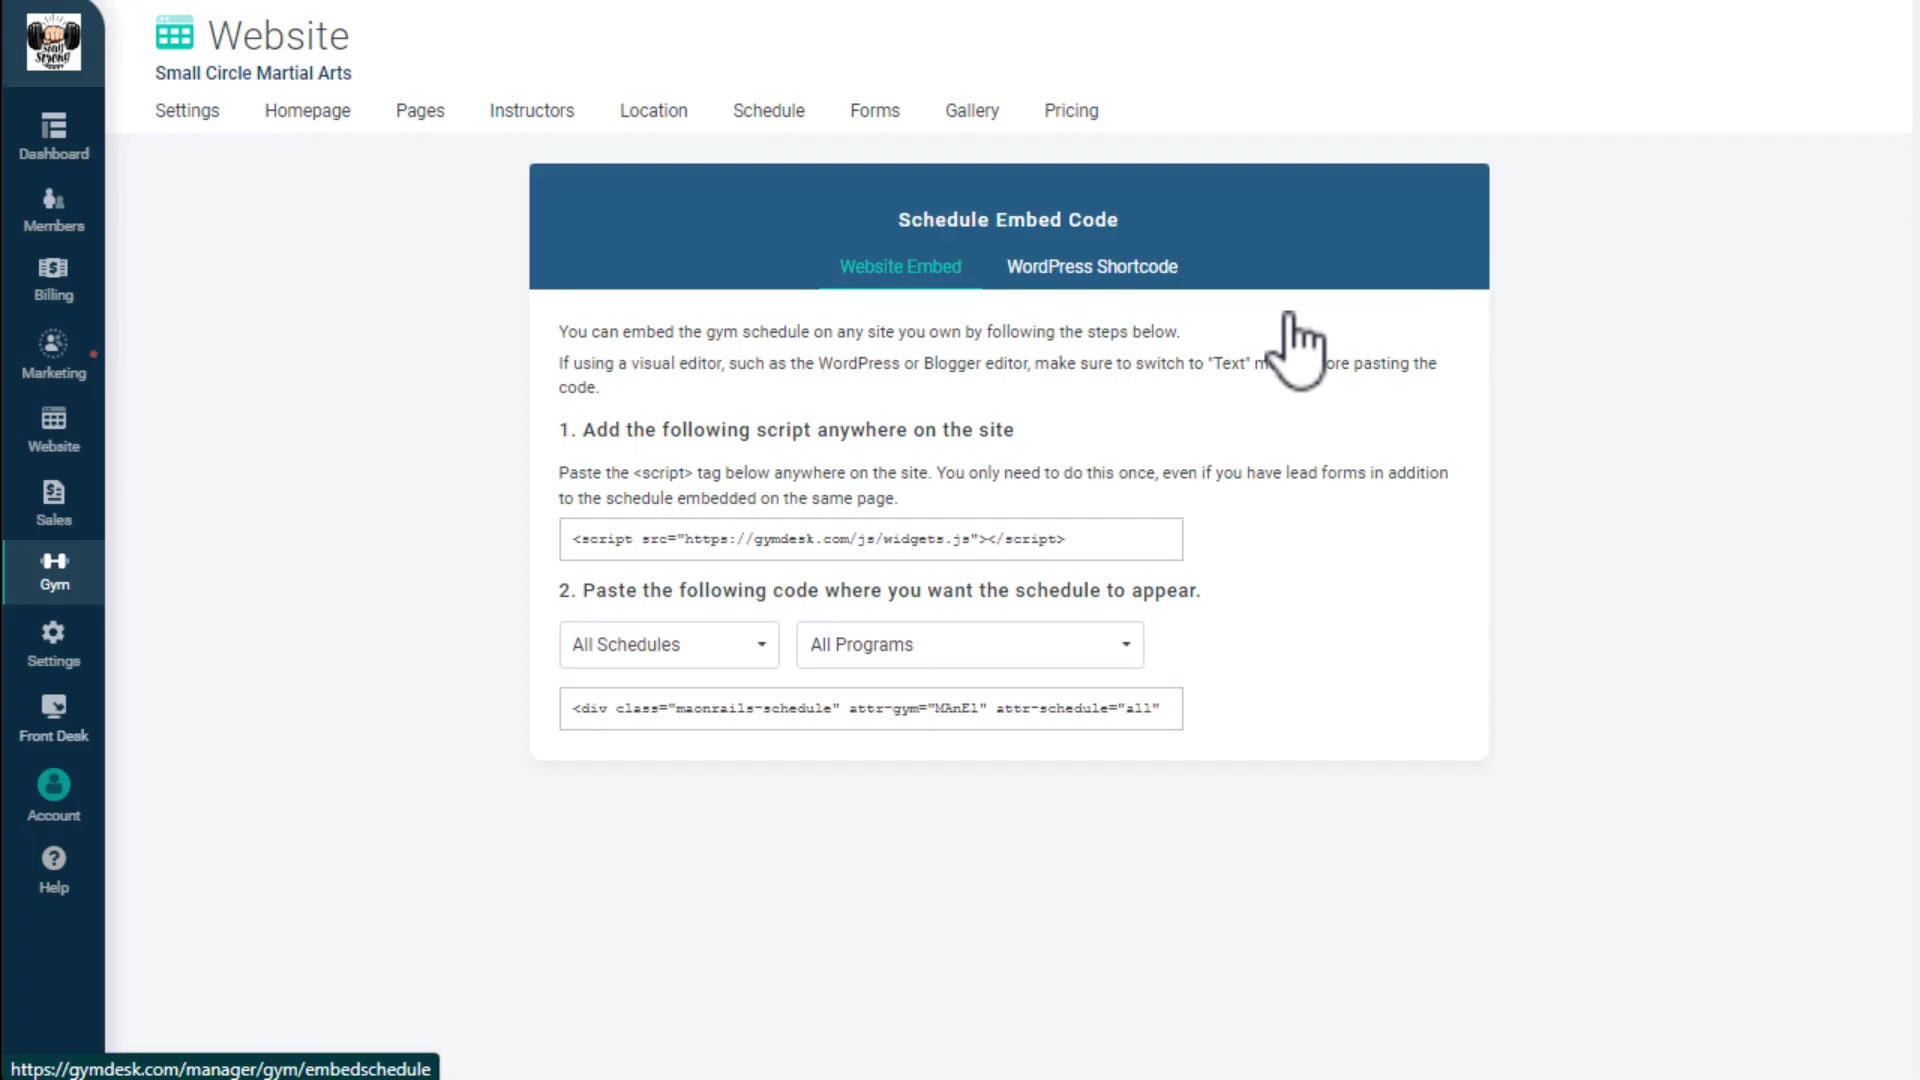 Website
Small Circle Martial Arts
Settings Homepage Pages Instructors Location Schedule Forms Gallery Pricing
Dashboard
Members
Billing
Marketing
Website
Sales
Gym
Settings
Front Desk
Account
Help
Schedule Embed Code
Website Embed WordPress Shortcode
You can embed the gym schedule on any site you own by following the steps below.
If using a visual editor, such as the WordPress or Blogger editor, make sure to switch to "Text" m ore pasting the
code.
1. Add the following script anywhere on the site
Paste the <script> tag below anywhere on the site. You only need to do this once, even if you have lead forms in addition
to the schedule embedded on the same page.
<script src="https://gymdesk.com/js/widgets.js"></script>
2. Paste the following code where you want the schedule to appear.
All Schedules All Programs
<div class="maonrails-schedule" attr-gym="MAnEl" attr-schedule="all"
https://gymdesk.com/manager/gym/embedschedule